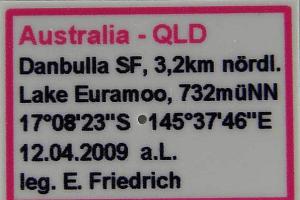 Australia - QLD
Danbulla SF, 3,2km nördl.
Lake Euramoo, 732müNN
17°08'23"S 145°37'46"E
12.04.2009 a.L.
leg. E. Friedrich